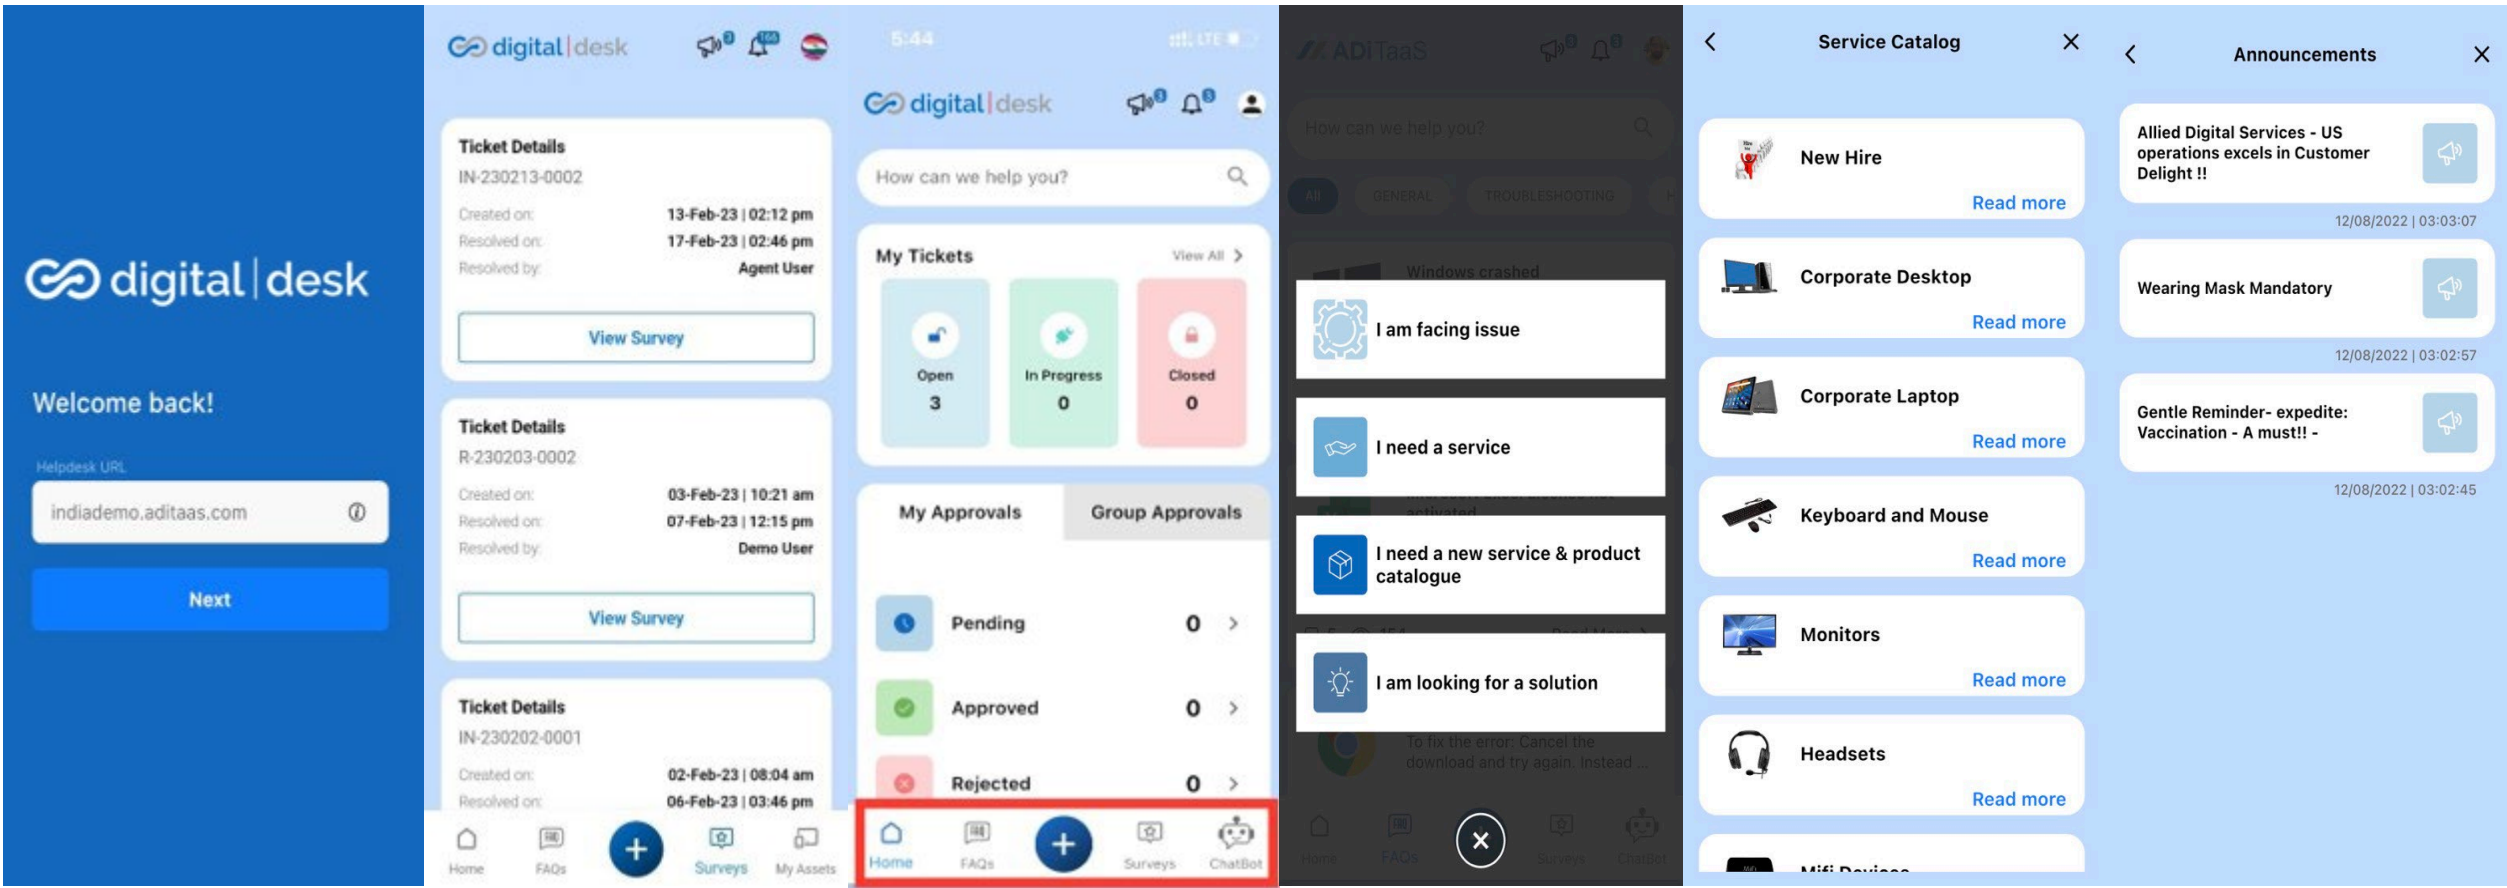 digital|desk
Welcome back!
Helpdesk URL
indiademo.aditaas.com
Next
digital|desk
3
166
Ticket Details
IN-230213-0002
Created on:
13-Feb-23 | 02:12 pm
Resolved on:
17-Feb-23 | 02:46 pm
Resolved by:
Agent User
View Survey
Ticket Details
R-230203-0002
Created on:
03-Feb-23 | 10:21 am
Resolved on:
07-Feb-23 | 12:15 pm
Resolved by:
Demo User
View Survey
Ticket Details
IN-230202-0001
Created on:
02-Feb-23 | 08:04 am
Resolved on:
06-Feb-23 | 03:46 pm
Home
FAQs
Surveys
My Assets
5:44
LTE
digital|desk
3
How can we help you?
My Tickets
View All
Open
3
In Progress
0
Closed
0
My Approvals
Group Approvals
Pending
0
Approved
0
Rejected
0
Home
FAQs
Surveys
ChatBot
ADiTaaS
How can we help you?
All
GENERAL
TROUBLESHOOTING
Windows crashed
I am facing issue
I need a service
activated
I need a new service & product
catalogue
Read More
I am looking for a solution
To fix the error: Cancel the
download and try again. Instead ...
Home
FAQs
Surveys
ChatBot
Service Catalog
New Hire
Read more
Corporate Desktop
Read more
Corporate Laptop
Read more
Keyboard and Mouse
Read more
Monitors
Read more
Headsets
Read more
Mifi Devices
Announcements
Allied Digital Services - US
operations excels in Customer
Delight !!
12/08/2022 | 03:03:07
Wearing Mask Mandatory
12/08/2022 | 03:02:57
Gentle Reminder- expedite:
Vaccination - A must!! -
12/08/2022 | 03:02:45